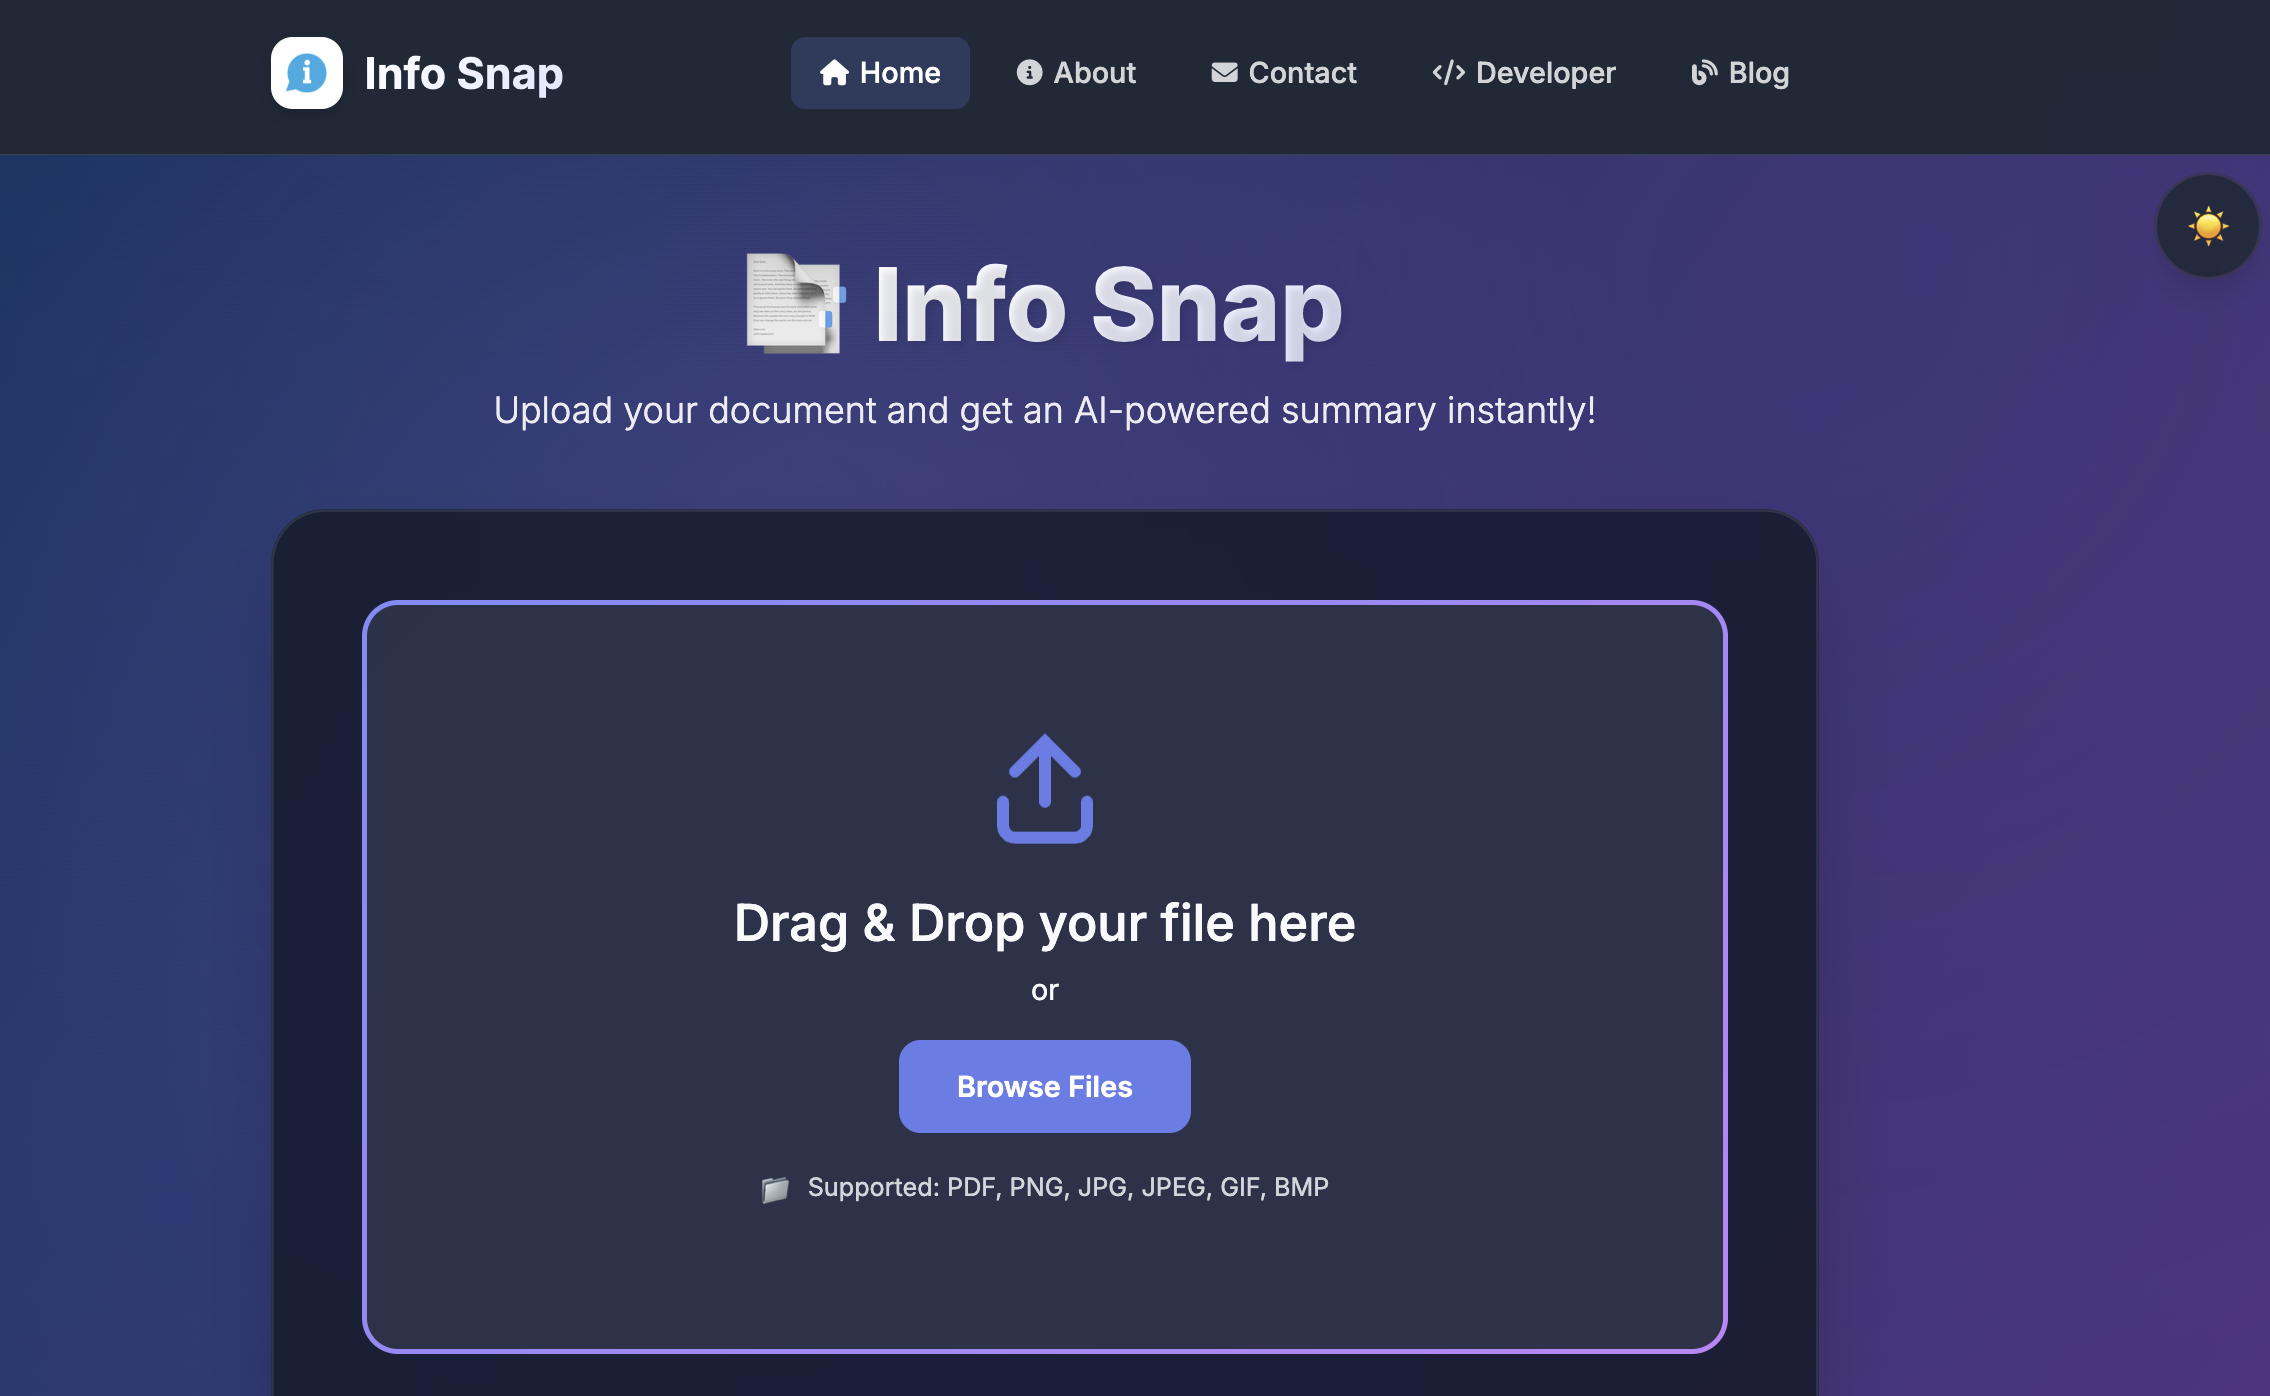 Info Snap
Home
About
Contact
Developer
Blog
Info Snap
Upload your document and get an AI-powered summary instantly!
Drag & Drop your file here
or
Browse Files
Supported: PDF, PNG, JPG, JPEG, GIF, BMP